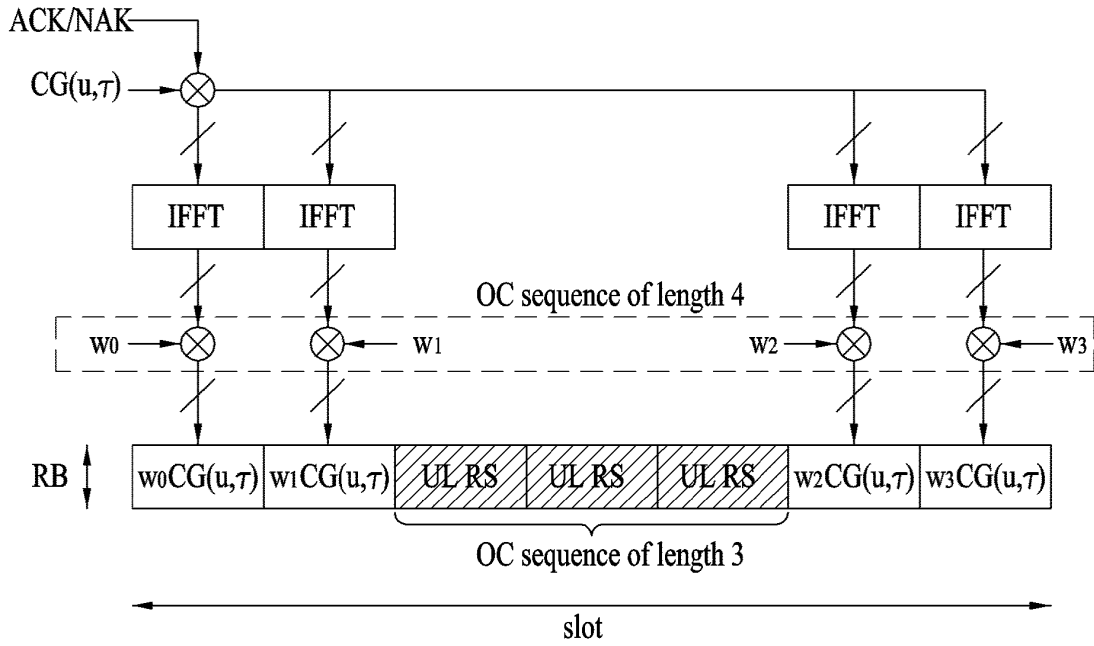 ACK/NAK
CG(u,τ)
IFFT IFFT IFFT IFFT
OC sequence of length 4
w0 w1 w2 w3
RB w0CG(u,τ) w1CG(u,τ) UL RS UL RS UL RS w2CG(u,τ) w3CG(u,τ)
OC sequence of length 3
slot